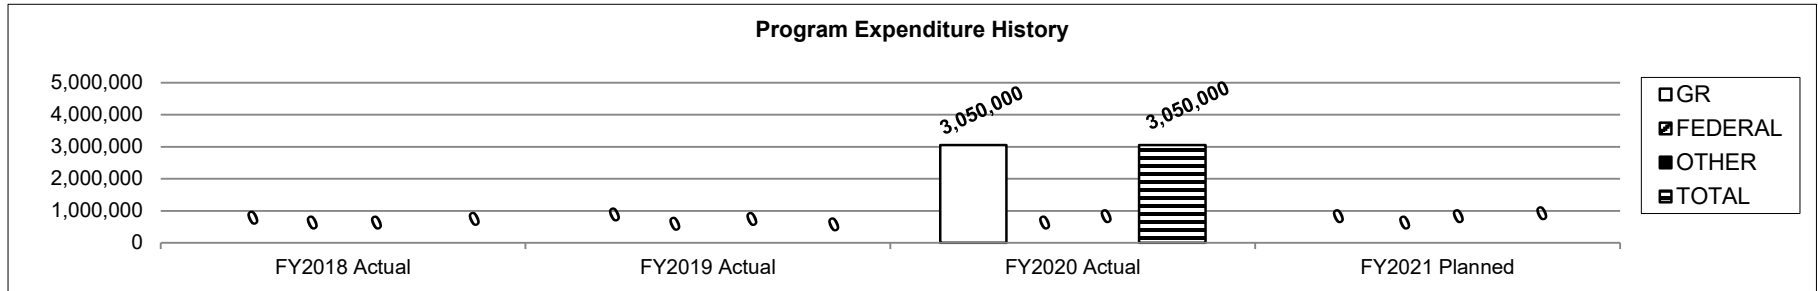 Program Expenditure History
5,000,000
4,000,000
3,000,000
2,000,000
1,000,000
0
0 0 0 0
0 0 0 0
3,050,000 0 0 3,050,000
0 0 0 0
FY2018 Actual
FY2019 Actual
FY2020 Actual
FY2021 Planned
GR
FEDERAL
OTHER
TOTAL